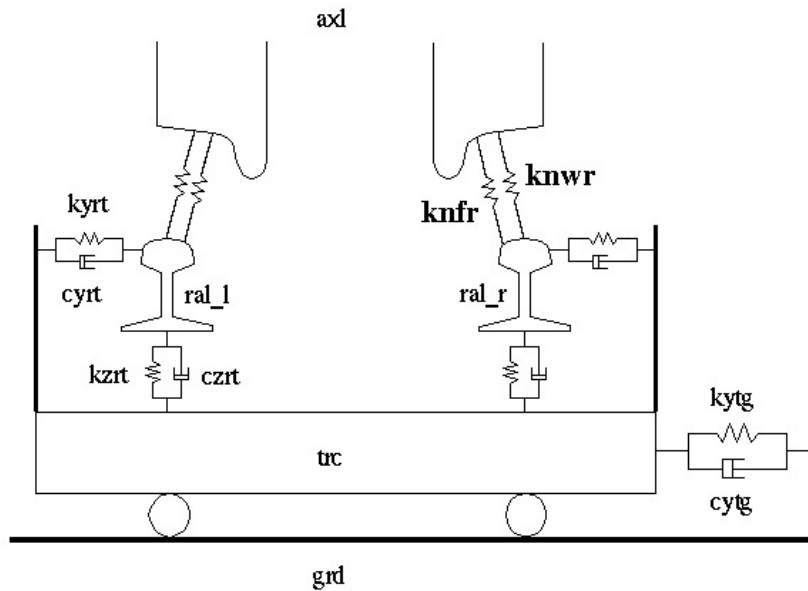 axl
knwr
knfr
kyrt
cyrt
ral_l
ral_r
kzrt
czrt
kytg
trc
cytg
grd